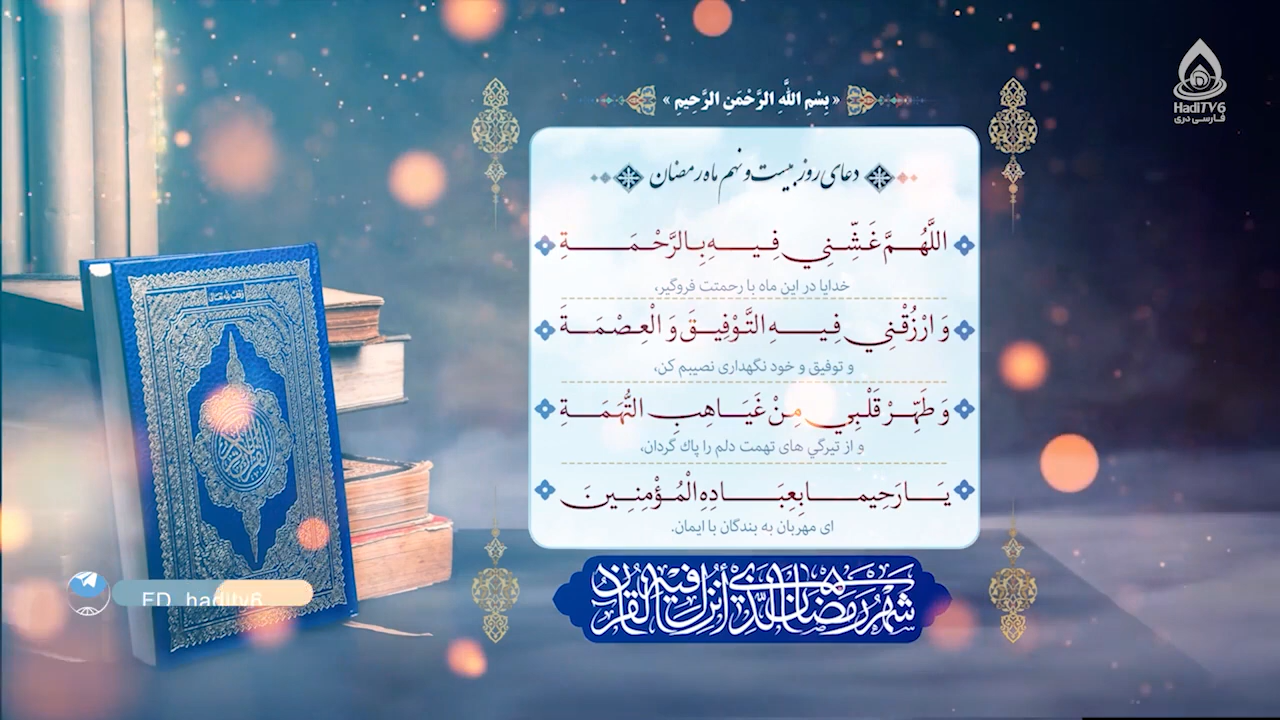 HadiTV6
فارسی دری
« بِسْمِ اللَّهِ الرَّحْمَنِ الرَّحِيمِ »
دعای روز بیست و نهم ماه رمضان
اللَّهُمَّ غَشِّنِي فِيهِ بِالرَّحْمَةِ
خدایا در این ماه با رحمتت فروگیر،
وَ ارْزُقْنِي فِيهِ التَّوْفِيقَ وَ الْعِصْمَةَ
و توفیق و خود نگهداری نصیبم کن،
وَ طَهِّرْ قَلْبِي مِنْ غَيَاهِبِ التُّهَمَةِ
و از تیرگي های تهمت دلم را پاك گردان،
يَا رَحِيما بِعِبَادِهِ الْمُؤْمِنِينَ
ای مهربان به بندگان با ایمان.
شَهْرُ رَمَضَانَ الَّذِي أُنْزِلَ فِيهِ الْقُرْآنُ
FD_haditv6